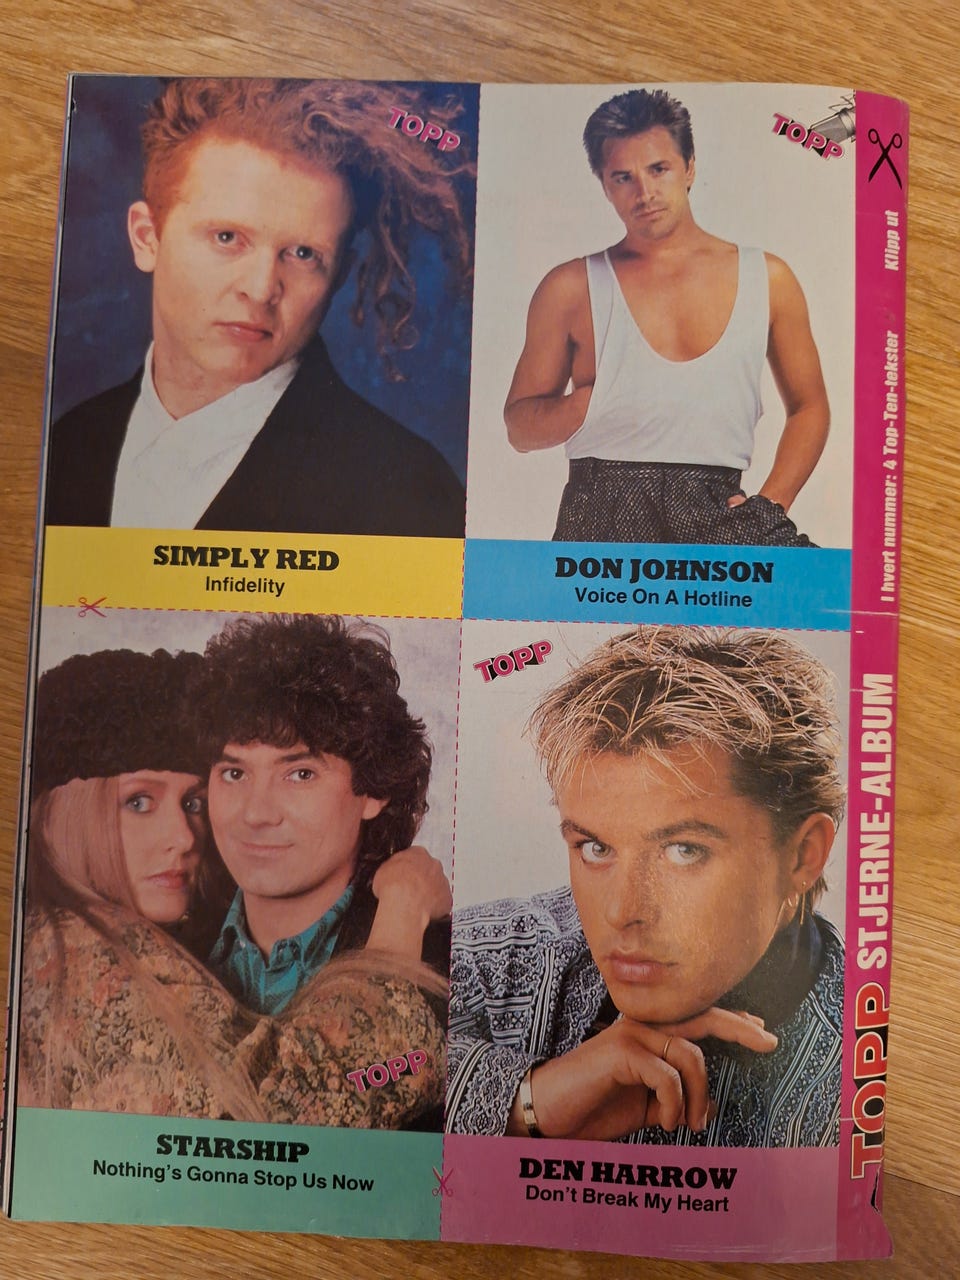 TOPP
SIMPLY RED
Infidelity
TOPP
DON JOHNSON
Voice On A Hotline
TOPP
STARSHIP
Nothing's Gonna Stop Us Now
TOPP
DEN HARROW
Don't Break My Heart
TOPP STJERNE-ALBUM
I hvert nummer: 4 Top-Ten-tekster Klipp ut